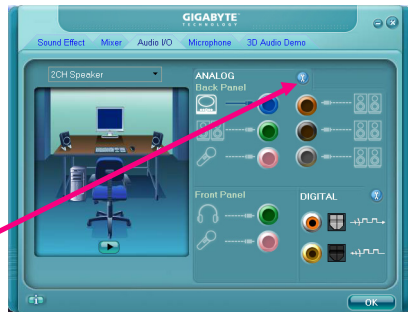 GIGABYTE
TECHNOLOGY
Sound Effect Mixer Audio I/O Microphone 3D Audio Demo
2CH Speaker
ANALOG
Back Panel
Front Panel
DIGITAL
OK